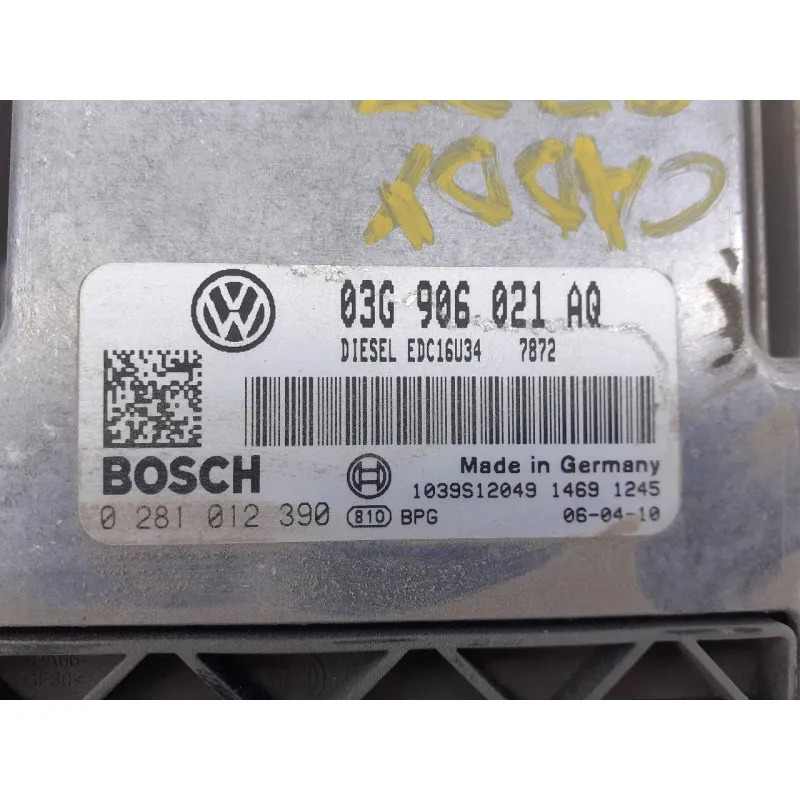 CADDX
03G 906 021 AQ
DIESEL EDC16U34 7872
BOSCH
Made in Germany
1039S12049 1469 1245
0 281 012 390 810 BPG 06-04-10